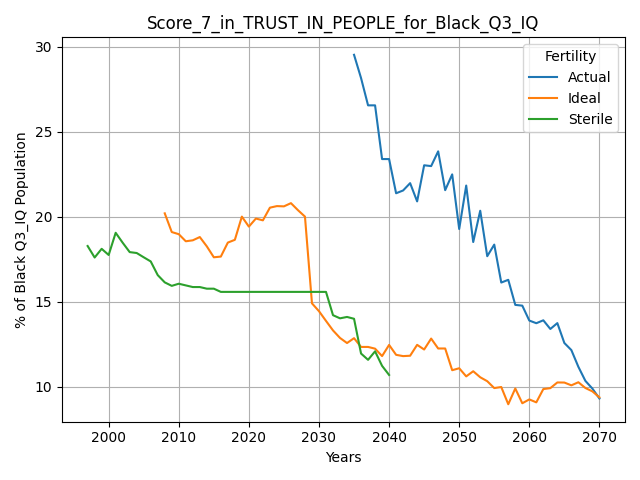 Score_7_in_TRUST_IN_PEOPLE_for_Black_Q3_IQ
Fertility
Actual
Ideal
Sterile
% of Black Q3_IQ Population
30
25
20
15
10
2000 2010 2020 2030 2040 2050 2060 2070
Years